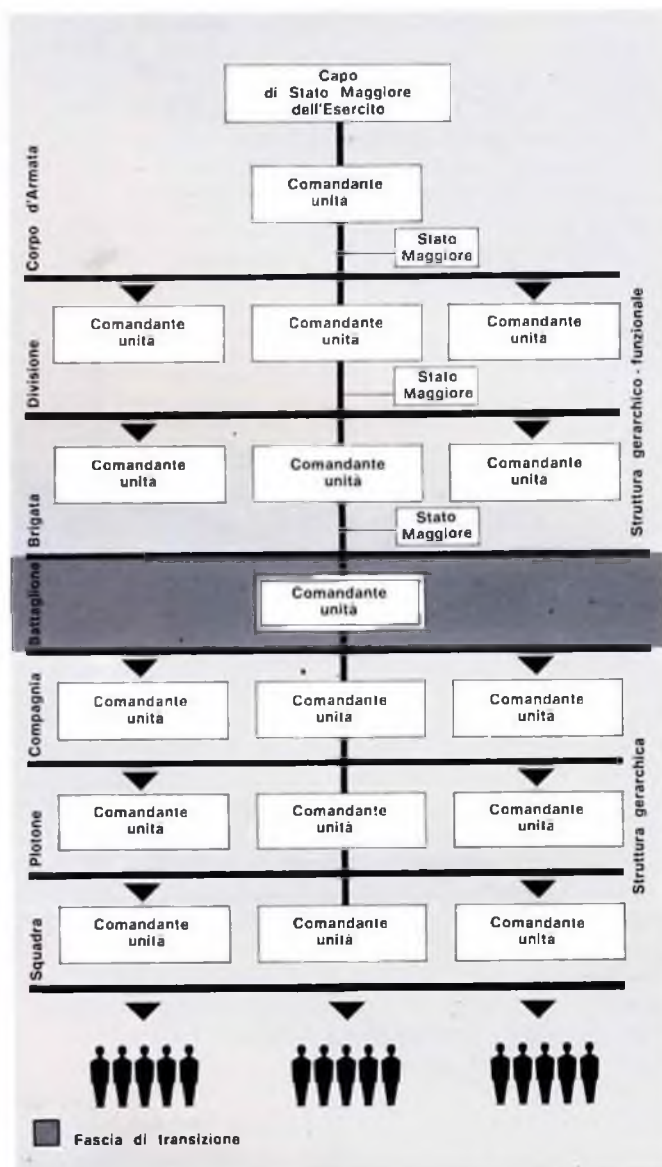 Capo
di Stato Maggiore
dell'Esercito
Corpo d'Armata
Comandante
unità
Stato
Maggiore
Struttura gerarchico-funzionale
Divisione
Comandante
unità
Comandante
unità
Comandante
unità
Stato
Maggiore
Brigata
Comandante
unità
Comandante
unità
Comandante
unità
Stato
Maggiore
Battaglione
Comandante
unità
Struttura gerarchica
Compagnia
Comandante
unità
Comandante
unità
Comandante
unità
Plotone
Comandante
unità
Comandante
unità
Comandante
unità
Squadra
Comandante
unità
Comandante
unità
Comandante
unità
Fascia di transizione